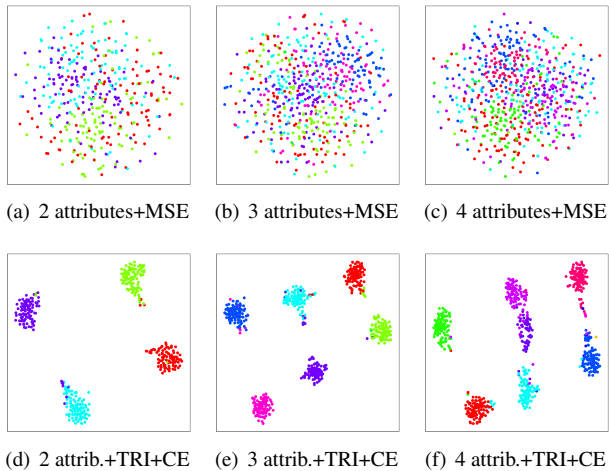 (a) 2 attributes+MSE (b) 3 attributes+MSE (c) 4 attributes+MSE
(d) 2 attrib.+TRI+CE (e) 3 attrib.+TRI+CE (f) 4 attrib.+TRI+CE